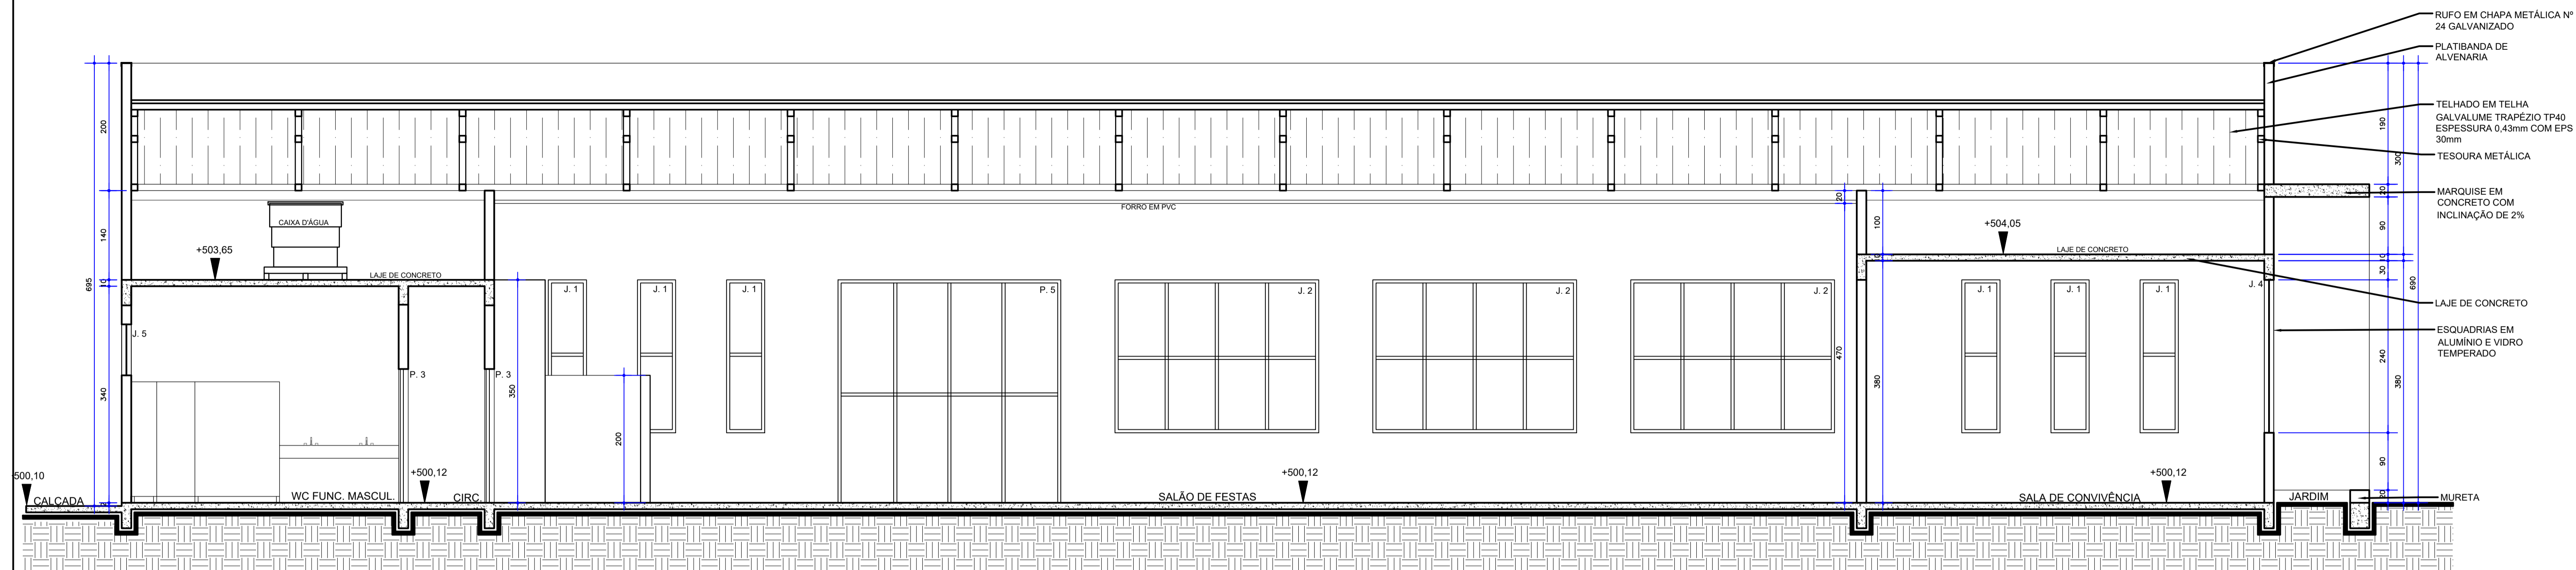 RUFO EM CHAPA METÁLICA Nº
24 GALVANIZADO
PLATIBANDA DE
ALVENARIA
TELHADO EM TELHA
GALVALUME TRAPÉZIO TP40
ESPESSURA 0,43mm COM EPS
30mm
TESOURA METÁLICA
MARQUISE EM
CONCRETO COM
INCLINAÇÃO DE 2%
LAJE DE CONCRETO
ESQUADRIAS EM
ALUMÍNIO E VIDRO
TEMPERADO
MURETA
200
140
10
340
695
CAIXA D'ÁGUA
+503,65
LAJE DE CONCRETO
FORRO EM PVC
+504,05
LAJE DE CONCRETO
J. 5
P. 3
P. 3
350
200
J. 1
J. 1
J. 1
P. 5
J. 2
J. 2
J. 2
20
470
100
10
380
J. 1
J. 1
J. 1
J. 4
190
20
90
10
30
240
90
20
300
380
690
500,10
CALÇADA
WC FUNC. MASCUL.
+500,12
CIRC.
SALÃO DE FESTAS
+500,12
SALA DE CONVIVÊNCIA
+500,12
JARDIM